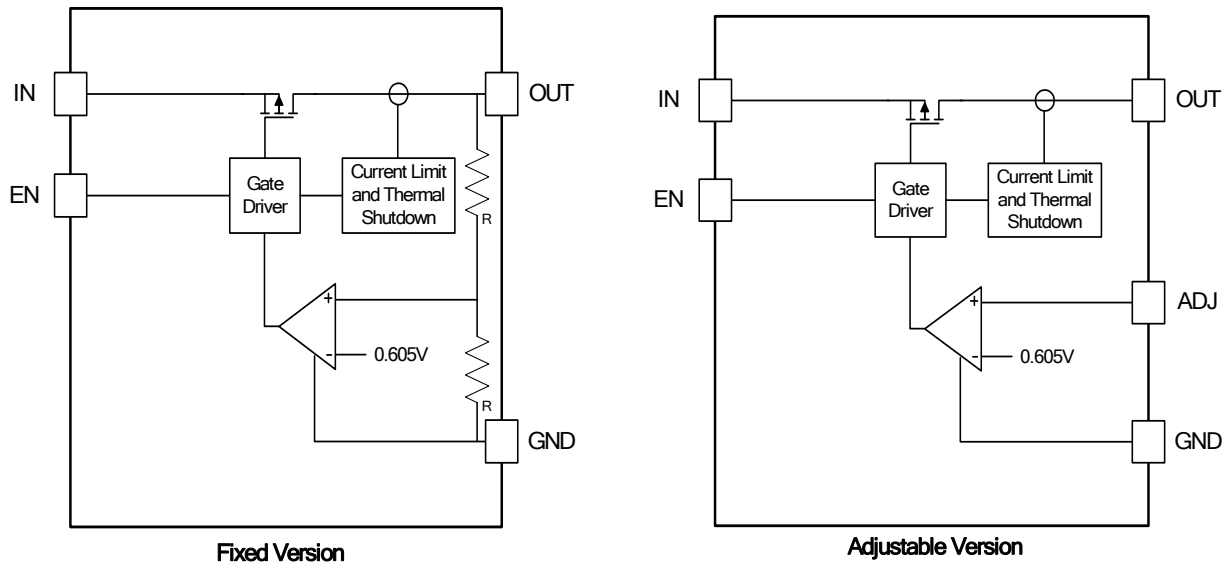 IN
OUT
EN
Gate
Driver
Current Limit
and Thermal
Shutdown
R
+
-
0.605V
R
GND
Fixed Version
IN
OUT
EN
Gate
Driver
Current Limit
and Thermal
Shutdown
+
ADJ
-
0.605V
GND
Adjustable Version